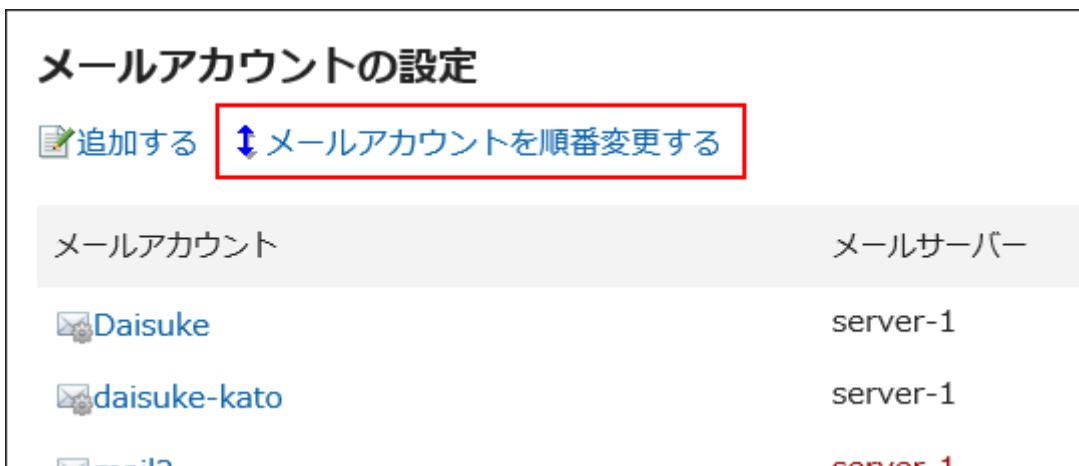 メールアカウントの設定
追加する メールアカウントを順番変更する
メールアカウント メールサーバー
Daisuke server-1
daisuke-kato server-1